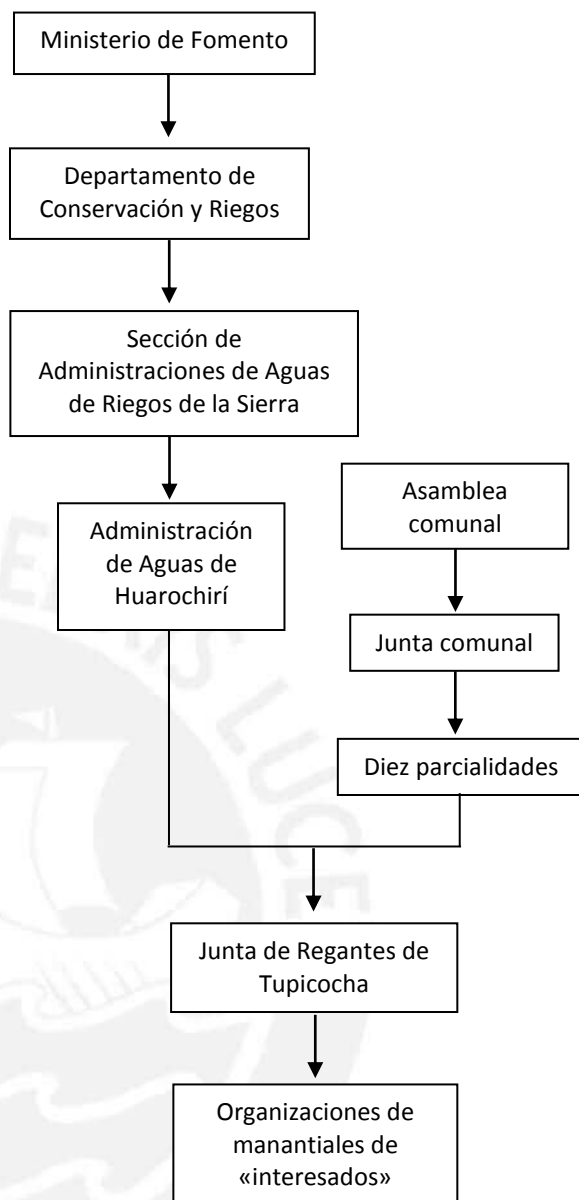 Ministerio de Fomento
Departamento de
Conservación y Riegos
Sección de
Administraciones de Aguas
de Riegos de la Sierra
Administración
de Aguas de
Huarochirí
Asamblea
comunal
Junta comunal
Diez parcialidades
Junta de Regantes de
Tupicocha
Organizaciones de
manantiales de
«interesados»